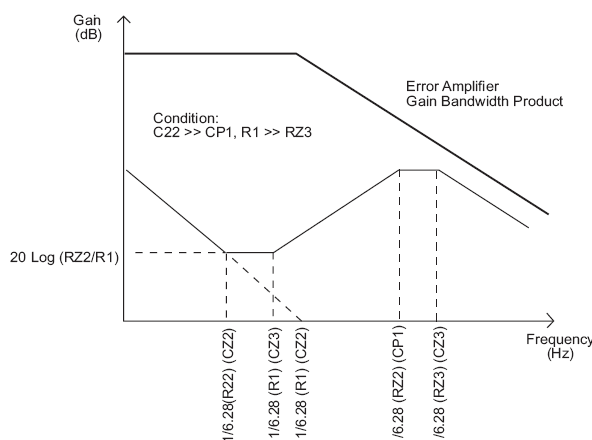 Gain
(dB)
Error Amplifier
Gain Bandwidth Product
Condition:
C22 >> CP1, R1 >> RZ3
20 Log (RZ2/R1)
Frequency
(Hz)
1/6.28(R22) (CZ2)
1/6.28 (R1) (CZ3)
1/6.28 (R1) (CZ2)
/6.28 (RZ2) (CP1)
/6.28 (RZ3) (CZ3)